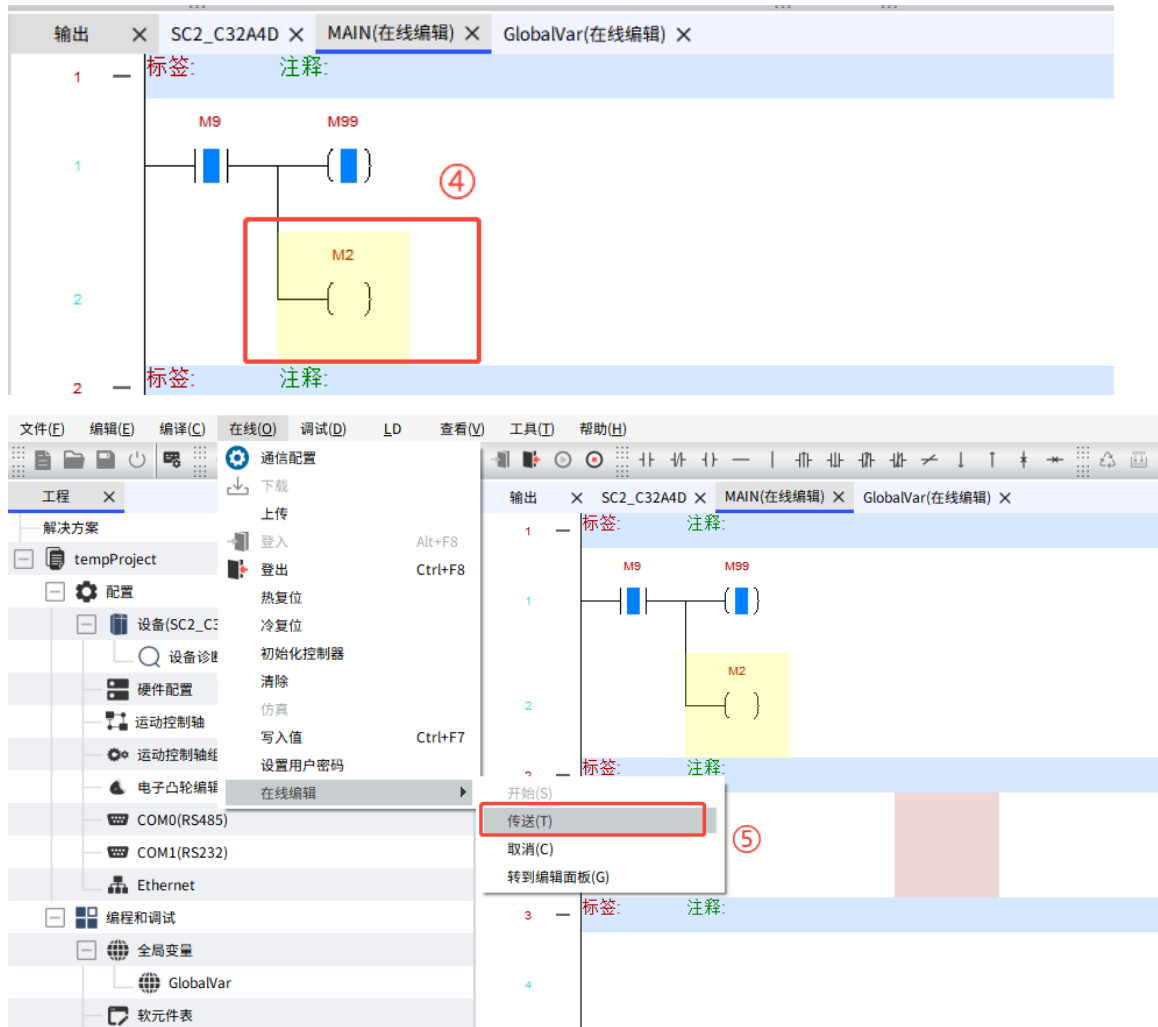 输出 SC2_C32A4D MAIN(在线编辑) GlobalVar(在线编辑)
1 标签: 注释:
M9 M99
1
④
M2
2
2 标签: 注释:
文件(F) 编辑(E) 编译(C) 在线(O) 调试(D) LD 查看(V) 工具(T) 帮助(H)
工程
解决方案
tempProject
配置
设备(SC2_C3
设备诊断
硬件配置
运动控制轴
运动控制轴组
电子凸轮编辑
COM0(RS485)
COM1(RS232)
Ethernet
编程和调试
全局变量
GlobalVar
软元件表
通信配置
下载
上传
登入 Alt+F8
登出 Ctrl+F8
热复位
冷复位
初始化控制器
清除
仿真
写入值 Ctrl+F7
设置用户密码
在线编辑
开始(S)
传送(T)
取消(C)
转到编辑面板(G)
⑤
输出 SC2_C32A4D MAIN(在线编辑) GlobalVar(在线编辑)
1 标签: 注释:
M9 M99
1
M2
2
标签: 注释:
3 标签: 注释:
4